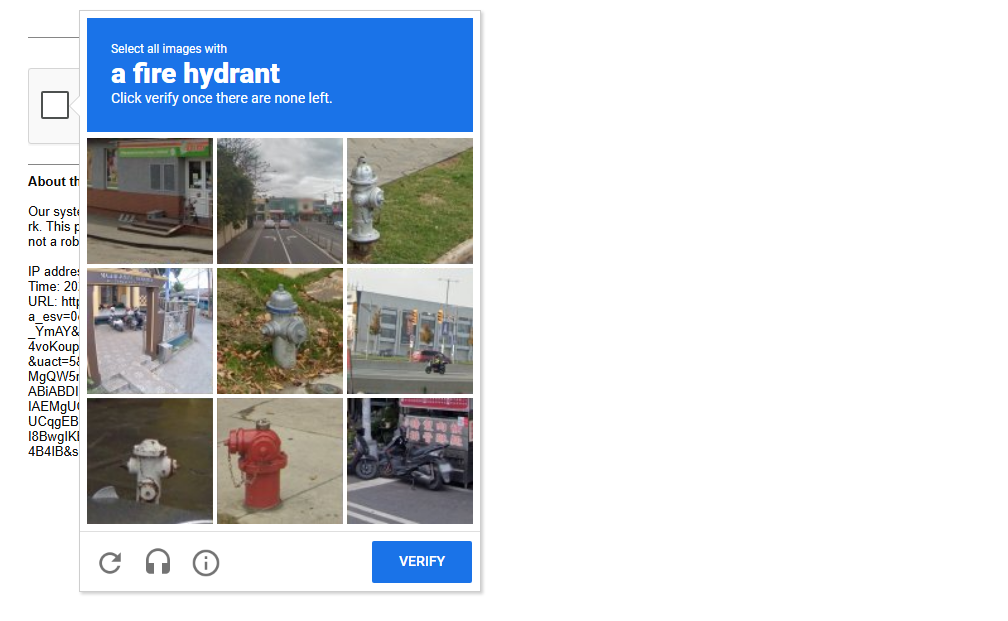 Select all images with
a fire hydrant
Click verify once there are none left.
About th
Our syste
rk. This p
not a rob
IP addres
Time: 20
URL: http
a_esv=0
_YmAY&
4voKoup
&uact=5&
MgQW5r
ABiABDI
IAEMgU
UCqgEB
I8BwgIK
4B4IB&s
VERIFY